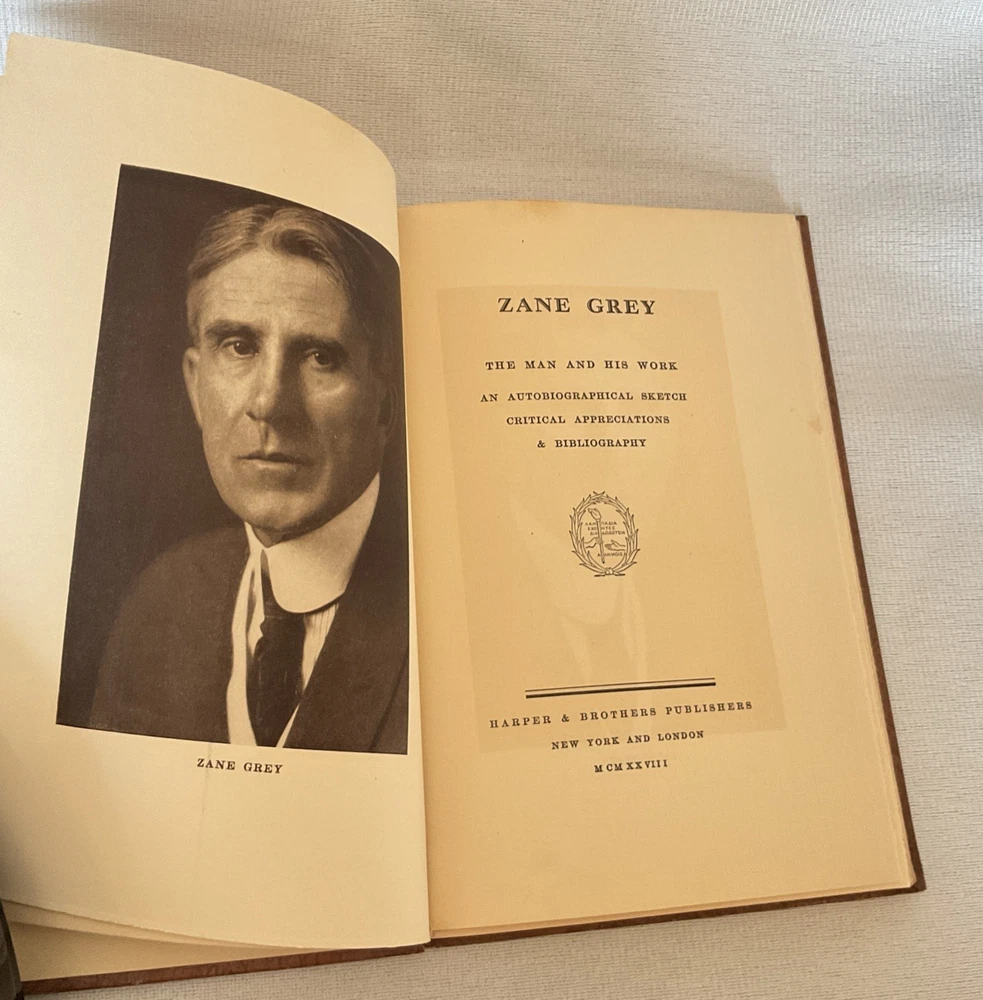 ZANE GREY
ZANE GREY
THE MAN AND HIS WORK
AN AUTOBIOGRAPHICAL SKETCH
CRITICAL APPRECIATIONS
& BIBLIOGRAPHY
HARPER & BROTHERS PUBLISHERS
NEW YORK AND LONDON
MCMXXVIII